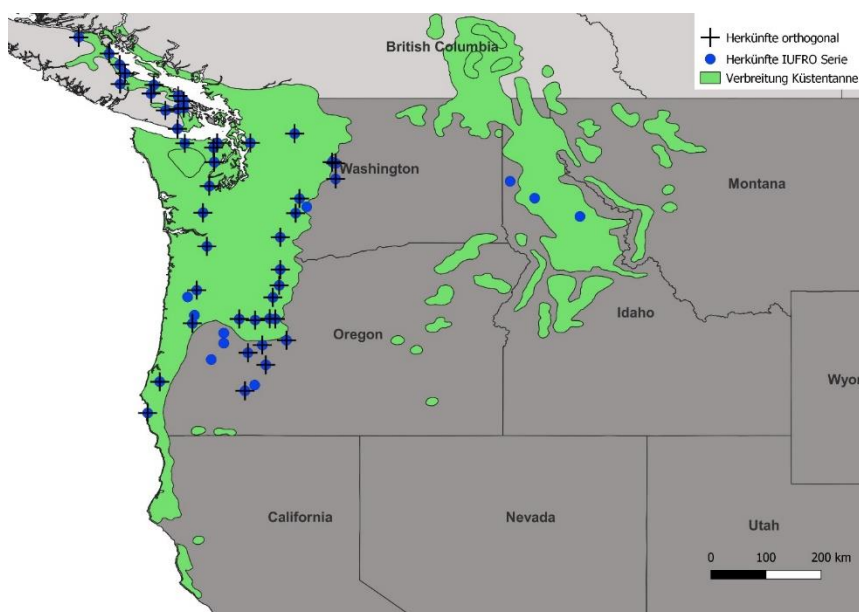 British Columbia
Herkünfte orthogonal
Herkünfte IUFRO Serie
Verbreitung Küstentanne
Washington
Montana
Oregon
Idaho
Wyor
California
Nevada
Utah
0 100 200 km